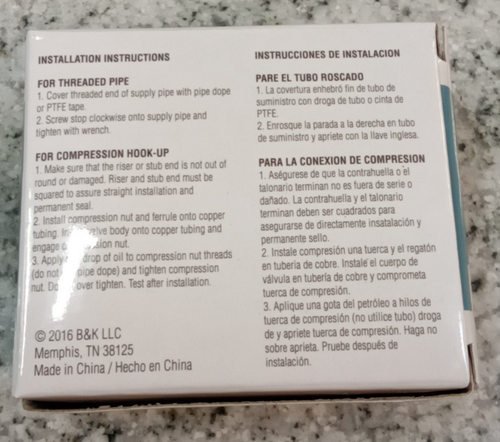 INSTALLATION INSTRUCTIONS
FOR THREADED PIPE
1. Cover threaded end of supply pipe with pipe dope
or PTFE tape.
2. Screw stop clockwise onto supply pipe and
tighten with wrench.
FOR COMPRESSION HOOK-UP
1. Make sure that the riser or stub end is not out of
round or damaged. Riser and stub end must be
squared to assure straight installation and
permanent seal.
2. Install compression nut and ferrule onto copper
tubing. body onto copper tubing and
engage nut.
3. Apply drop of oil to compression nut threads
(do not pipe dope) and tighten compression
nut. over tighten. Test after installation.
© 2016 B&K LLC
Memphis, TN 38125
Made in China / Hecho en China
INSTRUCCIONES DE INSTALACION
PARE EL TUBO ROSCADO
1. La covertura enhebró fin de tubo de
suministro con droga de tubo o cinta de
PTFE.
2. Enrosque la parada a la derecha en tubo
de suministro y apriete con la llave inglesa.
PARA LA CONEXION DE COMPRESION
1. Aségurese de que la contrahuella o el
talonario terminan no es fuera de serie o
dañado. La contrahuella y el talonario
terminan deben ser cuadrados para
asegurarse de directamente insatalación y
permanente sello.
2. Instale compresión una tuerca y el regatón
en tubería de cobre. Instale el cuerpo de
válvula en tubería de cobre y comprometa
tuerca de compresión.
3. Aplique una gota del petróleo a hilos de
tuerca de compresión (no utilice tubo) droga
de y apriete tuerca de compresión. Haga no
sobre aprieta. Pruebe después de
instalación.